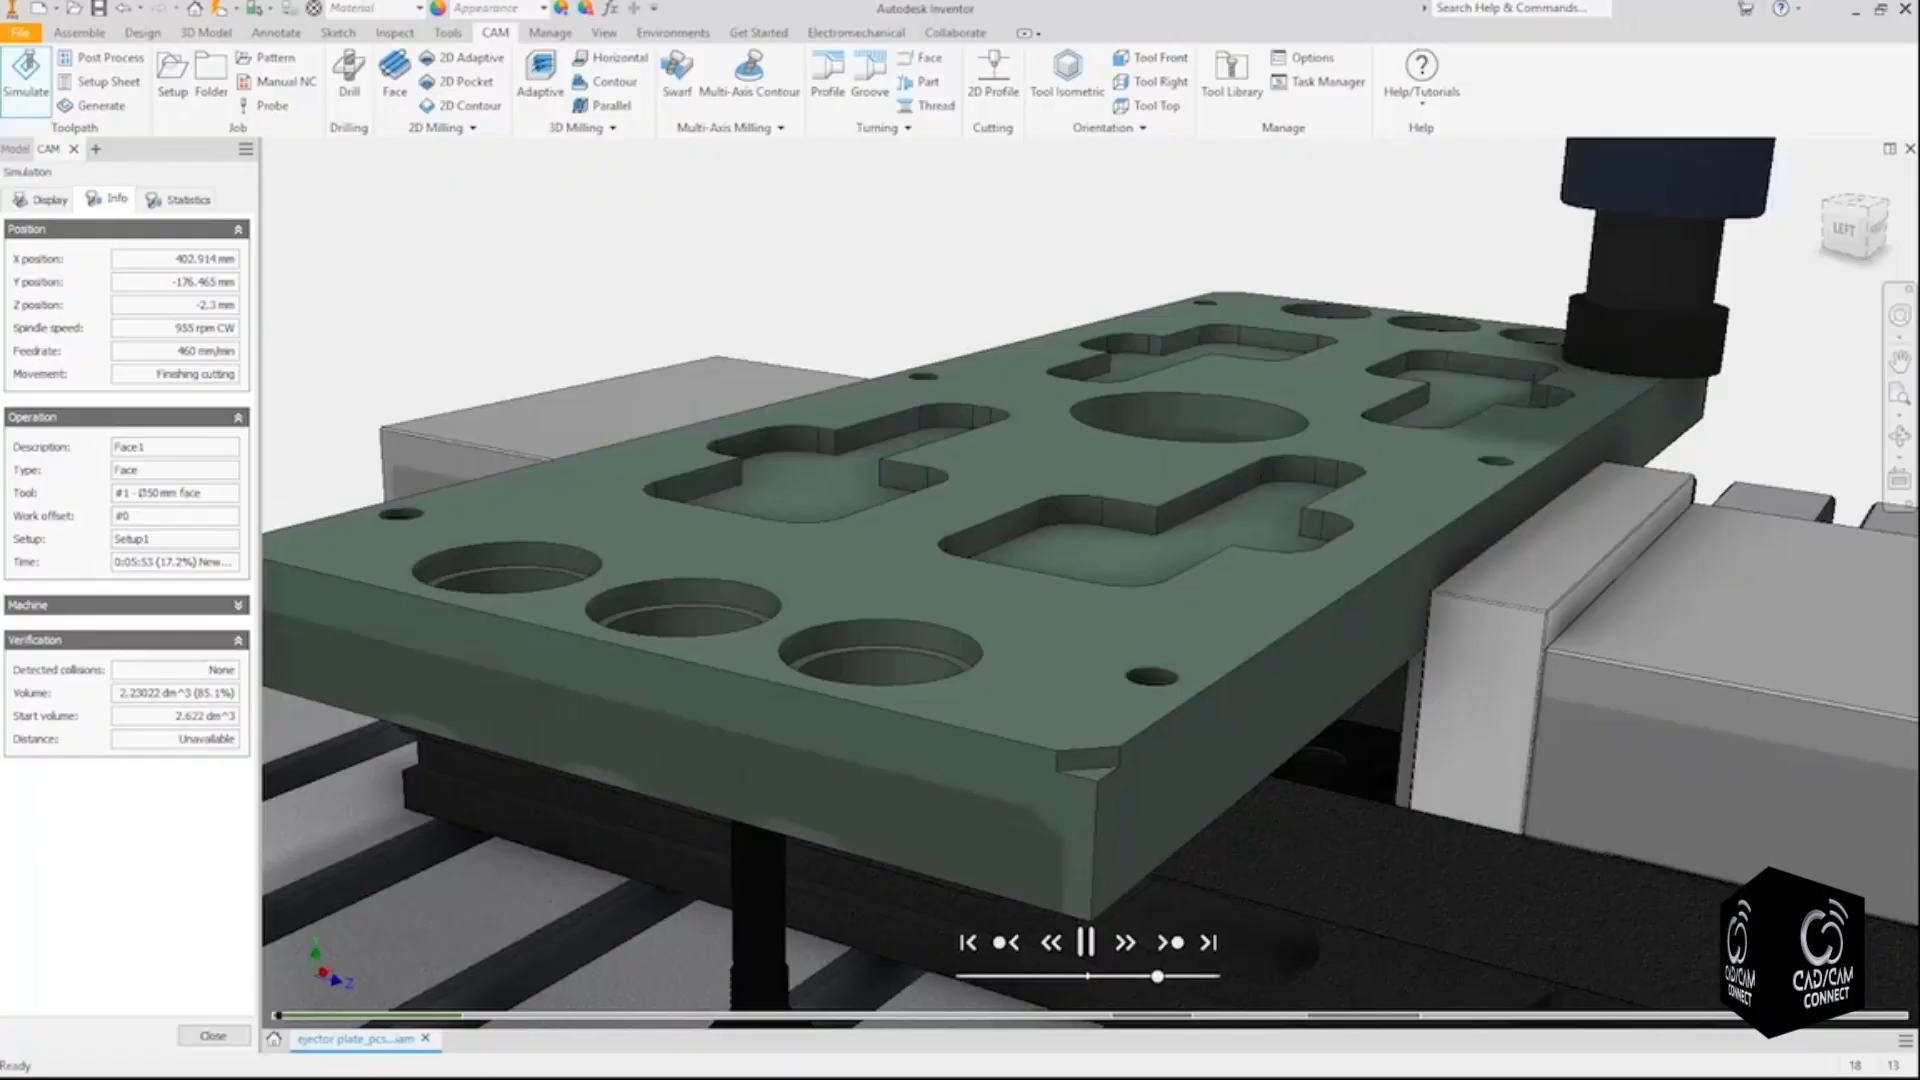 Material Appearance Autodesk Inventor Search Help & Commands...
File Assemble Design 3D Model Annotate Sketch Inspect Tools CAM Manage View Environments Get Started Electromechanical Collaborate
Simulate
Post Process
Setup Sheet
Generate
Toolpath
Setup
Folder
Pattern
Manual NC
Probe
Job
Drill
Drilling
Face
2D Adaptive
2D Pocket
2D Contour
2D Milling
Adaptive
Horizontal
Contour
Parallel
3D Milling
Swarf
Multi-Axis Contour
Multi-Axis Milling
Profile
Groove
Face
Part
Thread
Turning
2D Profile
Cutting
Tool Isometric
Tool Front
Tool Right
Tool Top
Orientation
Tool Library
Options
Task Manager
Manage
Help/Tutorials
Help
Model CAM
Simulation
Display Info Statistics
Position
X position: 402.914 mm
Y position: -176.465 mm
Z position: -2.3 mm
Spindle speed: 955 rpm CW
Feedrate: 460 mm/min
Movement: Finishing cutting
Operation
Description: Face1
Type: Face
Tool: #1 - Ø50 mm face
Work offset: #0
Setup: Setup1
Time: 0:05:53 (17.2%) New...
Machine
Verification
Detected collisions: None
Volume: 2.23022 dm^3 (85.1%)
Start volume: 2.622 dm^3
Distance: Unavailable
Close
LEFT
Z
CAD/CAM
CONNECT
CAD/CAM
CONNECT
ejector plate_pcs...iam
Ready 18 13